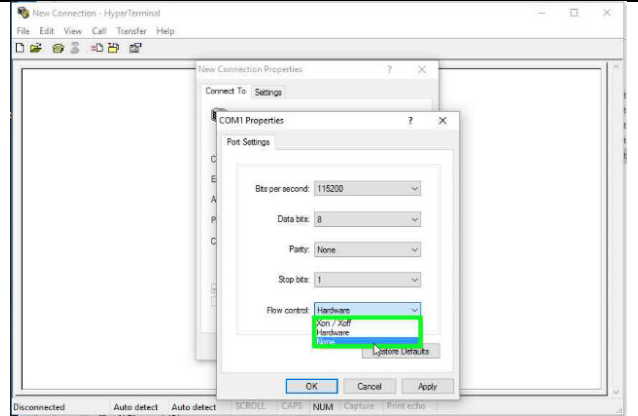 New Connection - HyperTerminal
File Edit View Call Transfer Help
New Connection Properties ? ×
Connect To Settings
COM1 Properties ? ×
Port Settings
Bits per second: 115200
Data bits: 8
Parity: None
Stop bits: 1
Flow control: Hardware
Xon / Xoff
Hardware
None
Restore Defaults
OK Cancel Apply
Disconnected Auto detect Auto detect SCROLL CAPS NUM Capture Print echo